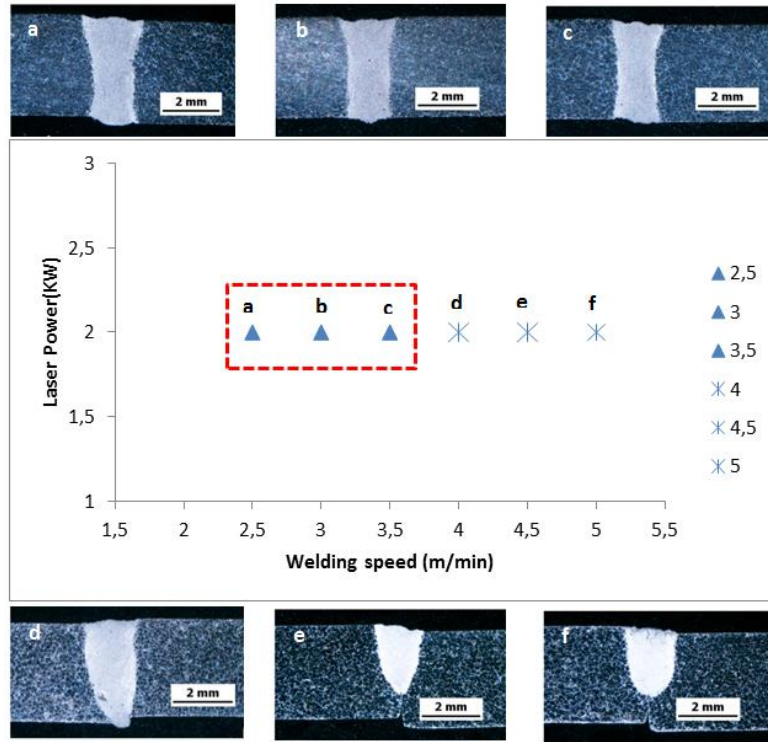 a b c
2 mm 2 mm 2 mm
3
2,5
2
1,5
1
Laser Power(KW)
a b c d e f
2,5
3
3,5
4
4,5
5
1,5 2 2,5 3 3,5 4 4,5 5 5,5
Welding speed (m/min)
d e f
2 mm 2 mm 2 mm